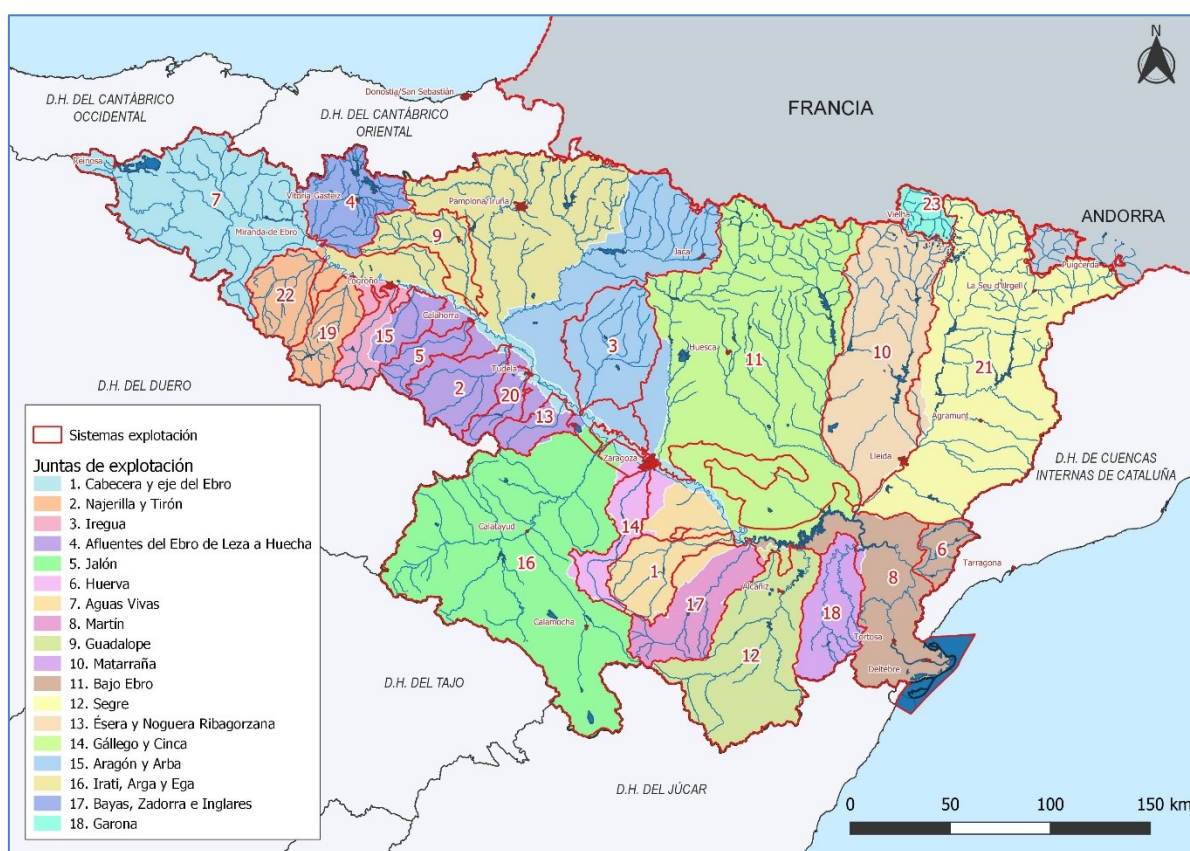 N
D.H. DEL CANTÁBRICO
OCCIDENTAL
Donostia/San Sebastián
D.H. DEL CANTÁBRICO
ORIENTAL
FRANCIA
Reinosa
7
Vitoria-Gasteiz
4
Pamplona/Iruña
Miranda de Ebro
9
Jaca
23
Vielha
ANDORRA
Puigcerdá
La Seu d'Urgell
22
Logroño
19
15
Calahorra
5
3
Huesca
11
10
21
Tudela
2
20
13
D.H. DEL DUERO
Agramunt
Zaragoza
Lleida
D.H. DE CUENCAS
INTERNAS DE CATALUÑA
Calatayud
14
16
1
Alcañiz
17
6
8
18
Tarragona
Calamocha
12
Tortosa
Deltebre
D.H. DEL TAJO
D.H. DEL JÚCAR
Sistemas explotación
Juntas de explotación
1. Cabecera y eje del Ebro
2. Najerilla y Tirón
3. Iregua
4. Afluentes del Ebro de Leza a Huecha
5. Jalón
6. Huerva
7. Aguas Vivas
8. Martín
9. Guadalope
10. Matarraña
11. Bajo Ebro
12. Segre
13. Ésera y Noguera Ribagorzana
14. Gállego y Cinca
15. Aragón y Arba
16. Irati, Arga y Ega
17. Bayas, Zadorra e Inglares
18. Garona
0 50 100 150 km